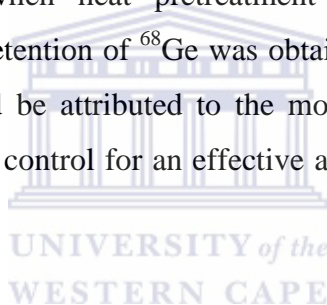 when heat pretreatment
etention of ⁶⁸Ge was obtai
l be attributed to the mo
control for an effective a
UNIVERSITY of the
WESTERN CAPE